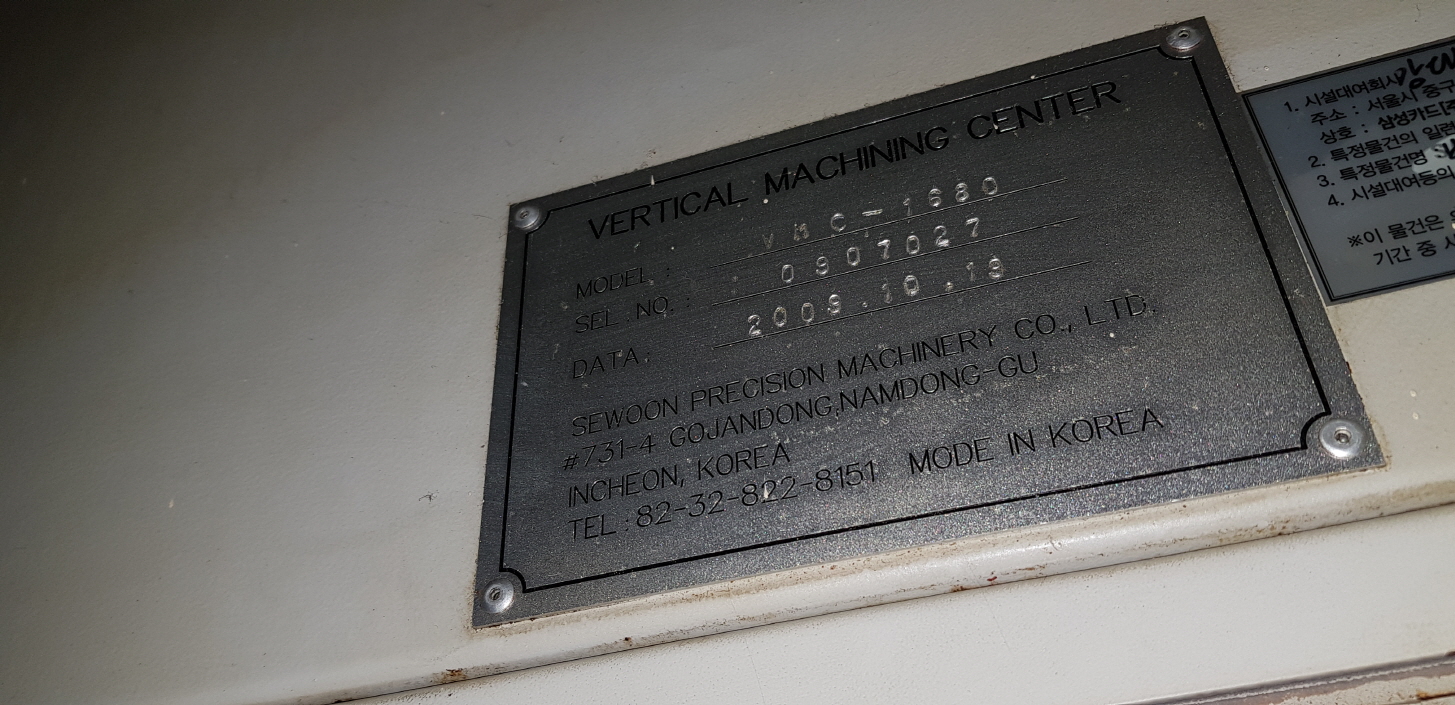 VERTICAL MACHINING CENTER
MODEL : VMC-1680
SEL . NO. : 0907027
DATA : 2009.10.19
SEWOON PRECISION MACHINERY CO., LTD.
#731-4 GOJANDONG,NAMDONG-GU
INCHEON, KOREA
TEL : 82-32-822-8151 MODE IN KOREA
1. 시설대여회사
주소 : 서울시 중구
상호 : 삼성카드
2. 특정물건의 일련
3. 특정물건명
4. 시설대여등의
※이 물건은
기간 중